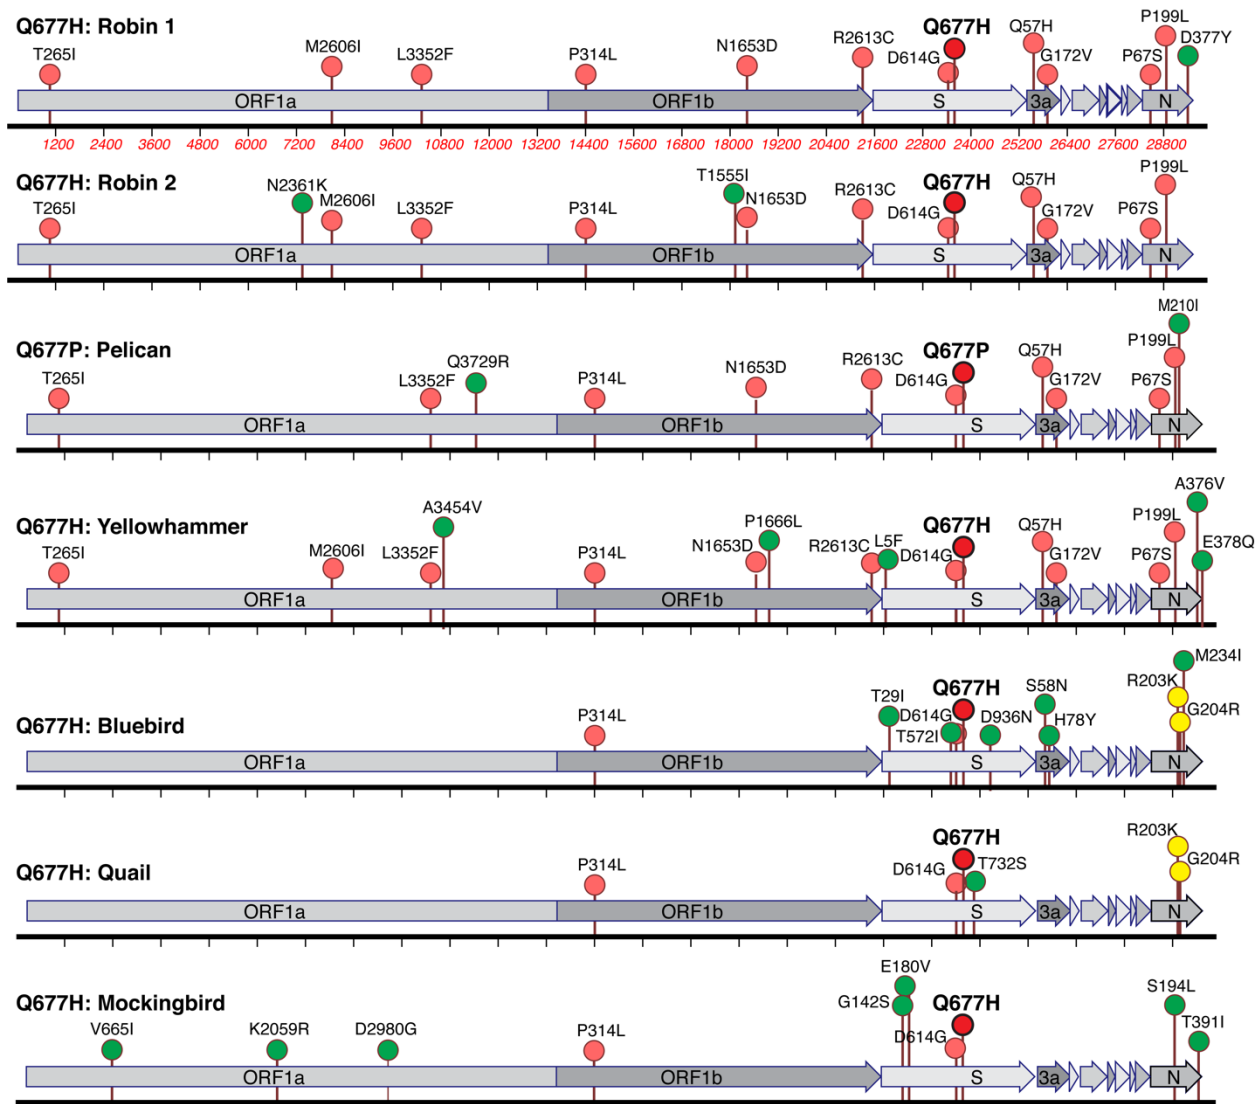 Q677H: Robin 1
T265I M2606I L3352F P314L N1653D R2613C D614G Q677H Q57H G172V P67S P199L D377Y
ORF1a ORF1b S 3a N
1200 2400 3600 4800 6000 7200 8400 9600 10800 12000 13200 14400 15600 16800 18000 19200 20400 21600 22800 24000 25200 26400 27600 28800
Q677H: Robin 2
T265I N2361K M2606I L3352F P314L T1555I N1653D R2613C D614G Q677H Q57H G172V P67S P199L
ORF1a ORF1b S 3a N
Q677P: Pelican
T265I L3352F Q3729R P314L N1653D R2613C D614G Q677P Q57H G172V P67S P199L M210I
ORF1a ORF1b S 3a N
Q677H: Yellowhammer
T265I M2606I L3352F A3454V P314L N1653D P1666L R2613C L5F D614G Q677H Q57H G172V P67S P199L A376V E378Q
ORF1a ORF1b S 3a N
Q677H: Bluebird
P314L T29I D614G T572I Q677H D936N S58N H78Y R203K G204R M234I
ORF1a ORF1b S 3a N
Q677H: Quail
P314L D614G Q677H T732S R203K G204R
ORF1a ORF1b S 3a N
Q677H: Mockingbird
V665I K2059R D2980G P314L G142S E180V D614G Q677H S194L T391I
ORF1a ORF1b S 3a N